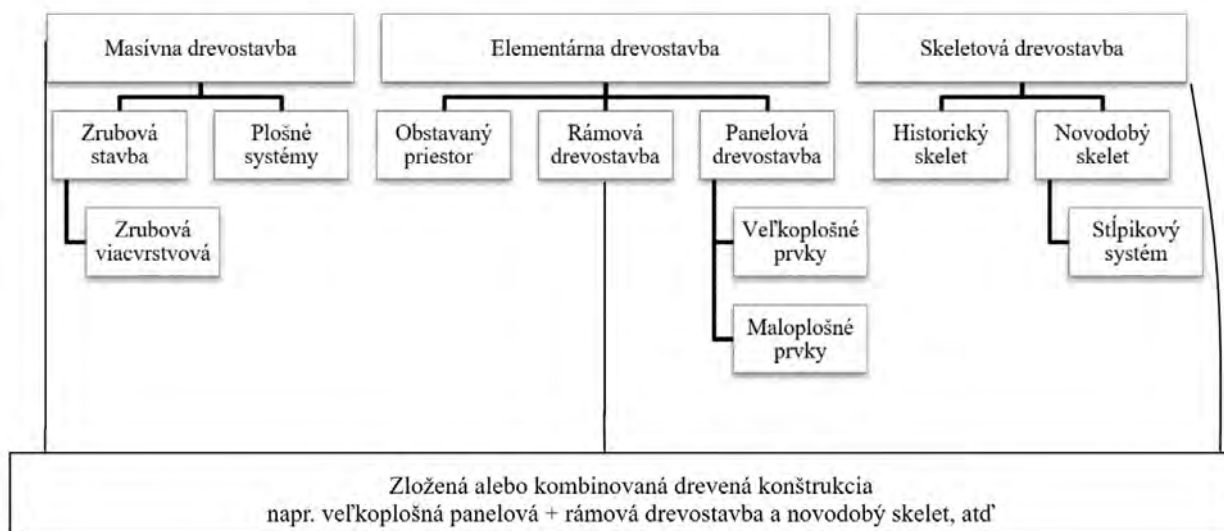 Masívna drevostavba
Elementárna drevostavba
Skeletová drevostavba
Zrubová
stavba
Plošné
systémy
Obstavaný
priestor
Rámová
drevostavba
Panelová
drevostavba
Historický
skelet
Novodobý
skelet
Zrubová
viacvrstvová
Veľkoplošné
prvky
Stĺpikový
systém
Maloplošné
prvky
Zložená alebo kombinovaná drevená konštrukcia
napr. veľkoplošná panelová + rámová drevostavba a novodobý skelet, atď